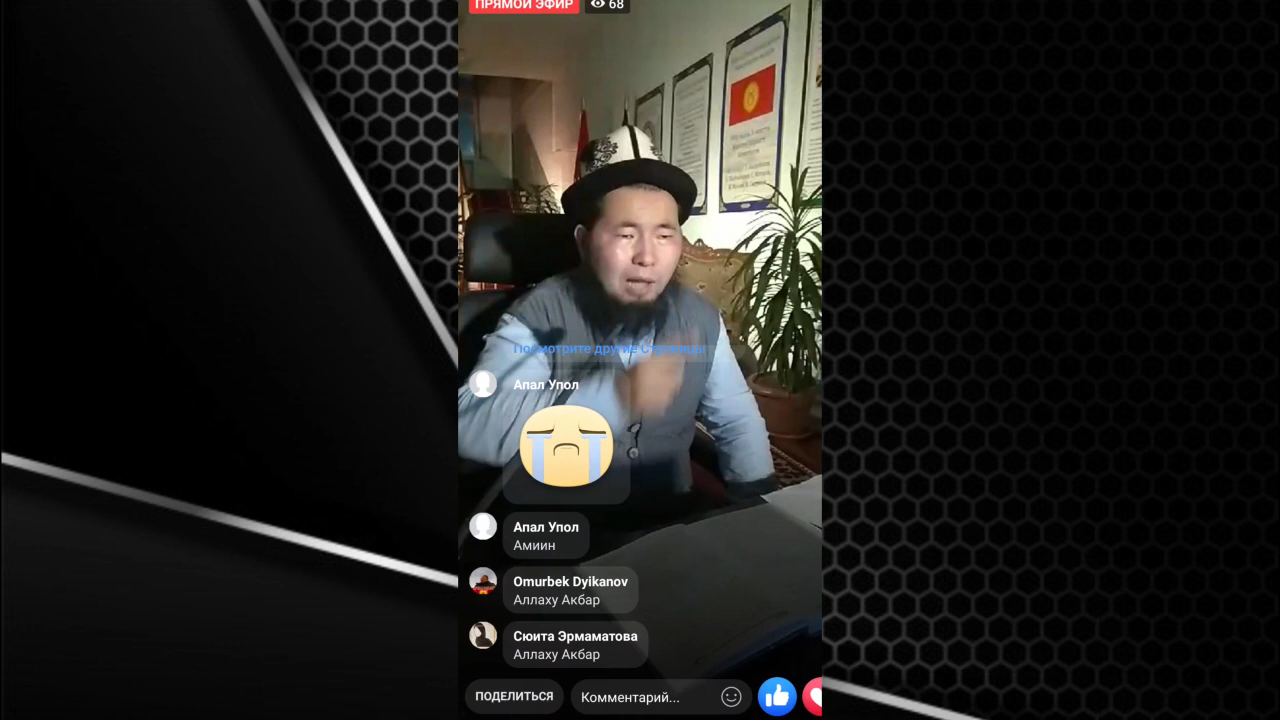 ПРЯМОЙ ЭФИР
68
Посмотрите другие Страницы
Апал Упол
Апал Упол
Амиин
Omurbek Dyikanov
Аллаху Акбар
Сюита Эрмаматова
Аллаху Акбар
ПОДЕЛИТЬСЯ
Комментарий...